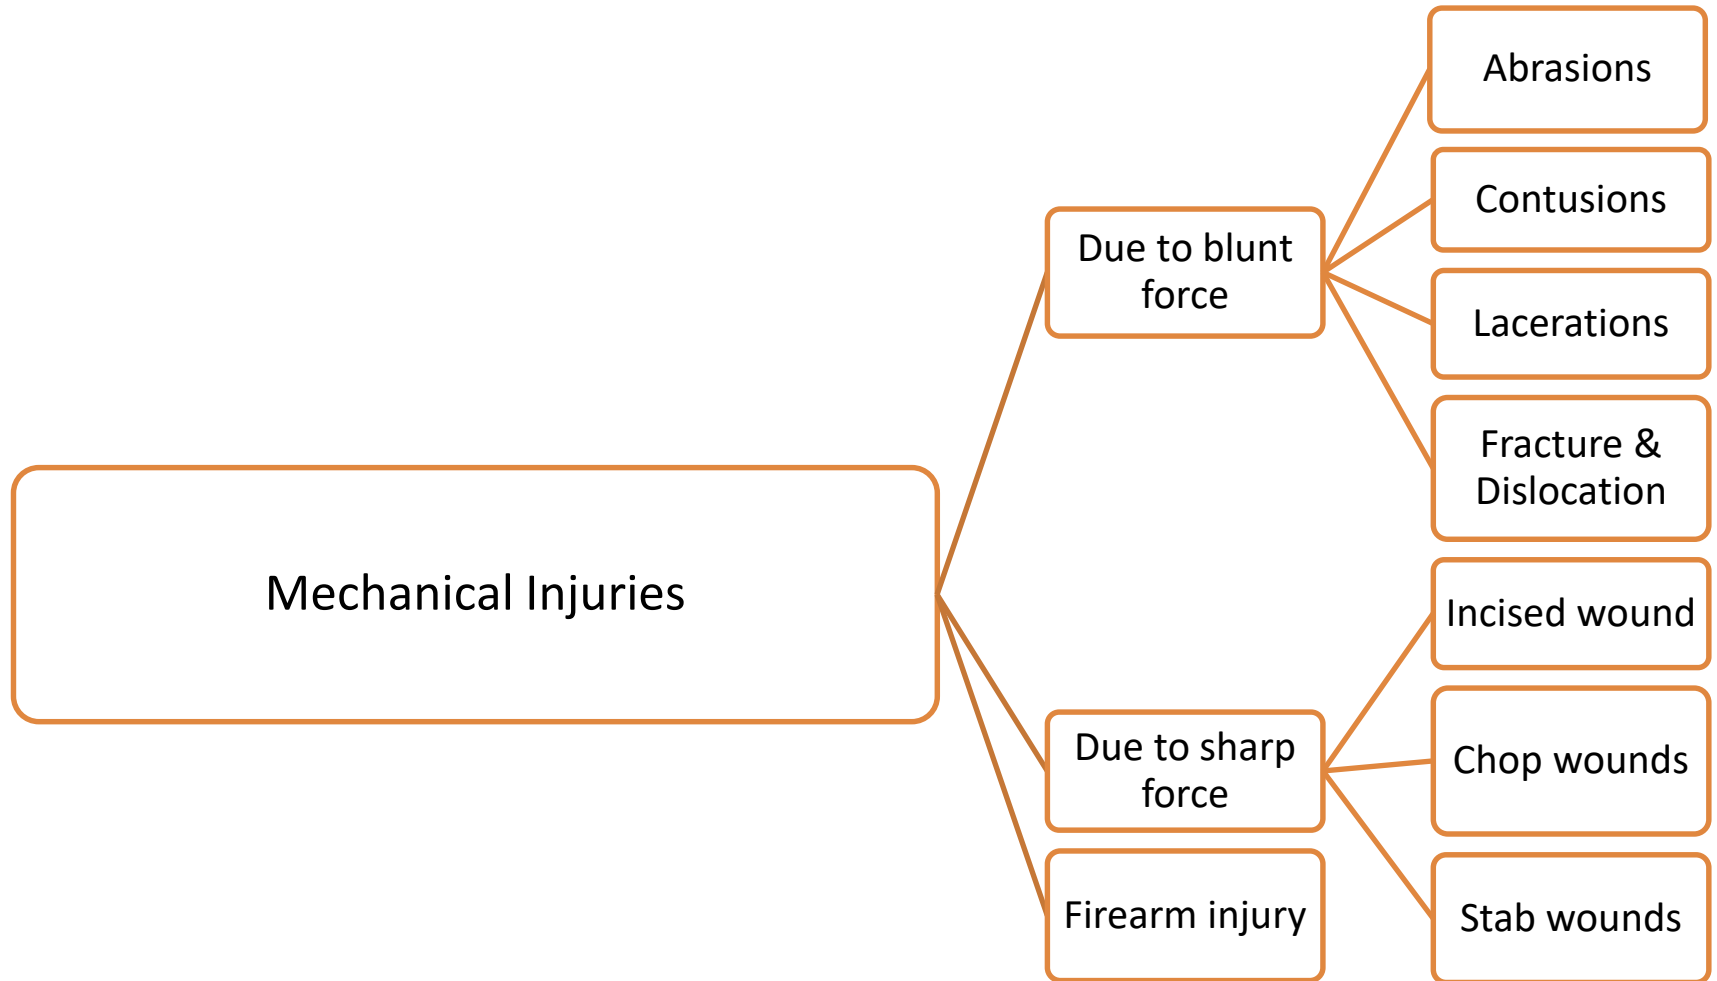 Mechanical Injuries
Due to blunt
force
Abrasions
Contusions
Lacerations
Fracture &
Dislocation
Due to sharp
force
Incised wound
Chop wounds
Stab wounds
Firearm injury